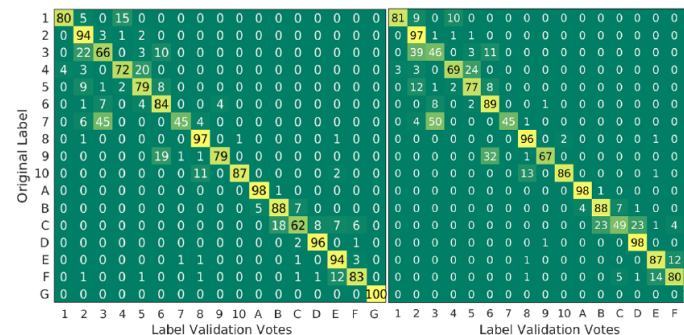 Original Label
1 80 5 0 15 0 0 0 0 0 0 0 0 0 0 0 0 0 81 9 0 10 0 0 0 0 0 0 0 0 0 0 0 0
2 0 94 3 1 2 0 0 0 0 0 0 0 0 0 0 0 0 0 97 1 1 1 0 0 0 0 0 0 0 0 0 0 0
3 0 22 66 0 3 10 0 0 0 0 0 0 0 0 0 0 0 0 39 46 0 3 11 0 0 0 0 0 0 0 0 0 0
4 4 3 0 72 20 0 0 0 0 0 0 0 0 0 0 0 0 3 3 0 69 24 0 0 0 0 0 0 0 0 0 0 0
5 0 9 1 2 79 8 0 0 0 0 0 0 0 0 0 0 0 0 12 1 2 77 8 0 0 0 0 0 0 0 0 0 0
6 0 1 7 0 4 84 0 0 4 0 0 0 0 0 0 0 0 0 0 8 0 2 89 0 0 1 0 0 0 0 0 0 0
7 0 6 45 0 0 0 45 4 0 0 0 0 0 0 0 0 0 0 4 50 0 0 0 45 1 0 0 0 0 0 0 0 0
8 0 1 0 0 0 0 0 97 0 1 0 0 0 0 1 0 0 0 0 0 0 0 0 0 96 0 2 0 0 0 0 1 0
9 0 0 0 0 0 19 1 1 79 0 0 0 0 0 0 0 0 0 0 0 0 0 32 0 1 67 0 0 0 0 0 0 0
10 0 0 0 0 0 0 0 11 0 87 0 0 0 0 2 0 0 0 0 0 0 0 0 0 13 0 86 0 0 0 0 1 0
A 0 0 0 0 0 0 0 0 0 0 98 1 0 0 0 0 0 0 0 0 0 0 0 0 0 0 0 98 1 0 0 0 0
B 0 0 0 0 0 0 0 0 0 0 5 88 7 0 0 0 0 0 0 0 0 0 0 0 0 0 0 4 88 7 1 0 0
C 0 0 0 0 0 0 0 0 0 0 0 18 62 0 7 6 0 0 0 0 0 0 0 0 0 0 0 0 23 49 23 1 4
D 0 0 0 0 0 0 0 0 0 0 0 0 2 96 0 1 0 0 0 0 0 0 0 0 0 1 0 0 0 0 98 0 0
E 0 0 0 0 0 0 1 1 0 0 0 0 1 0 94 3 0 0 0 0 0 0 0 0 1 0 0 0 0 0 0 87 12
F 0 1 0 0 1 0 0 1 0 0 0 0 1 1 12 83 0 0 0 0 0 0 0 0 1 0 0 0 0 5 1 14 80
G 0 0 0 0 0 0 0 0 0 0 0 0 0 0 0 0 100 0 0 0 0 0 0 0 0 0 0 0 0 0 0 0 0
1 2 3 4 5 6 7 8 9 10 A B C D E F G 1 2 3 4 5 6 7 8 9 10 A B C D E F
Label Validation Votes Label Validation Votes